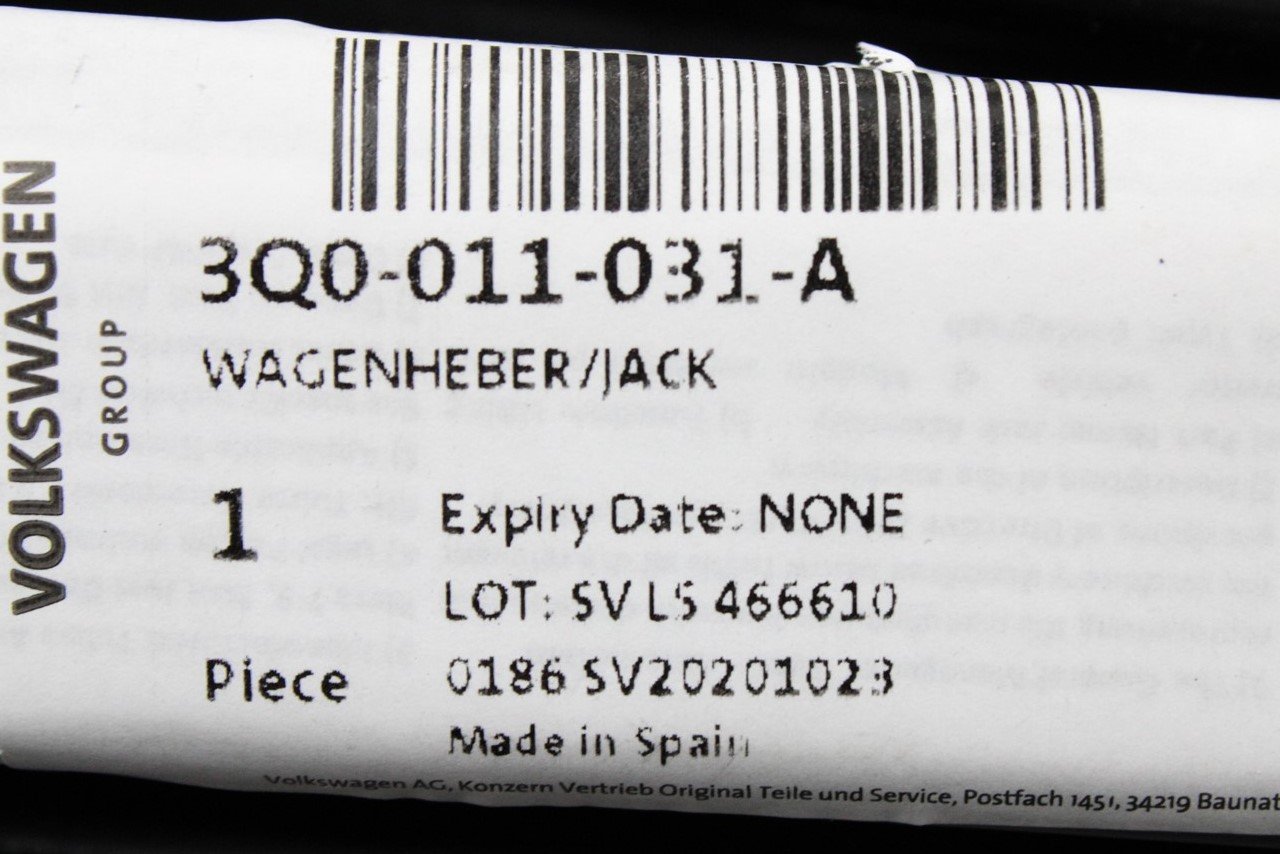 VOLKSWAGEN
GROUP
3Q0-011-031-A
WAGENHEBER/JACK
1
Expiry Date: NONE
LOT: SV LS 466610
Piece
0186 SV20201023
Made in Spain
Volkswagen AG, Konzern Vertrieb Original Teile und Service, Postfach 1451, 34219 Baunat